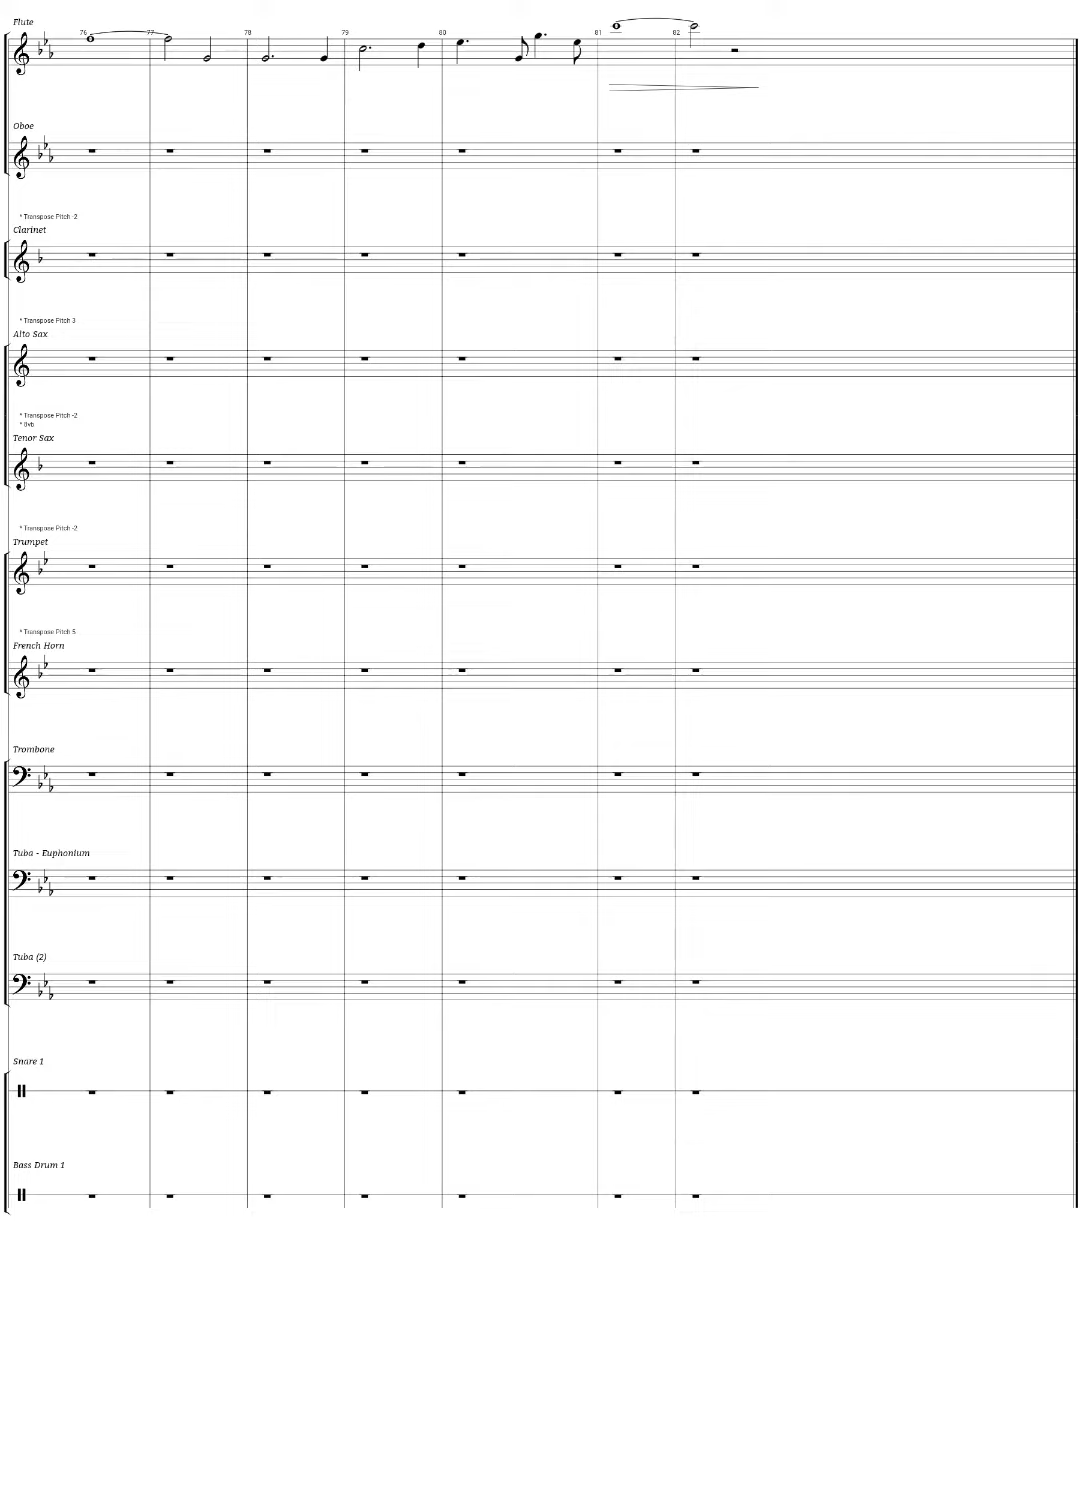 Flute
76 77 78 79 80 81 82
Oboe
* Transpose Pitch -2
Clarinet
* Transpose Pitch 3
Alto Sax
* Transpose Pitch -2
* 8vb
Tenor Sax
* Transpose Pitch -2
Trumpet
* Transpose Pitch 5
French Horn
Trombone
Tuba - Euphonium
Tuba (2)
Snare 1
Bass Drum 1